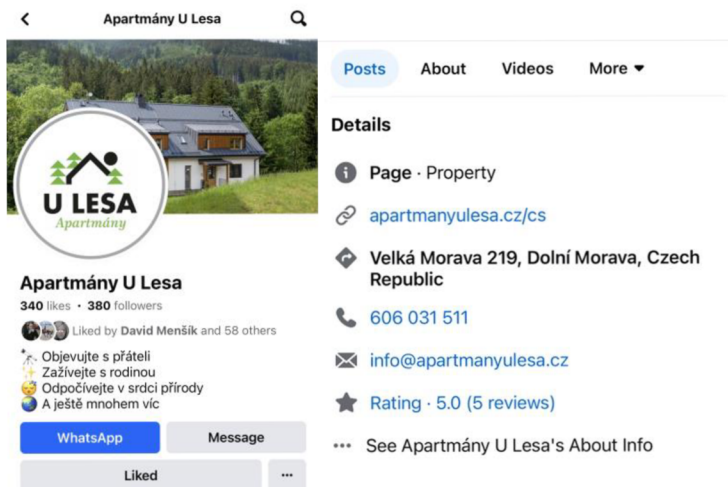 Apartmány U Lesa
U LESA
Apartmány
Apartmány U Lesa
340 likes • 380 followers
Liked by David Menšík and 58 others
Objevujte s přáteli
Zažívejte s rodinou
Odpočívejte v srdci přírody
A ještě mnohem víc
WhatsApp
Message
Liked
Posts
About
Videos
More
Details
Page · Property
apartmanyulesa.cz/cs
Velká Morava 219, Dolní Morava, Czech
Republic
606 031 511
info@apartmanyulesa.cz
Rating · 5.0 (5 reviews)
See Apartmány U Lesa's About Info